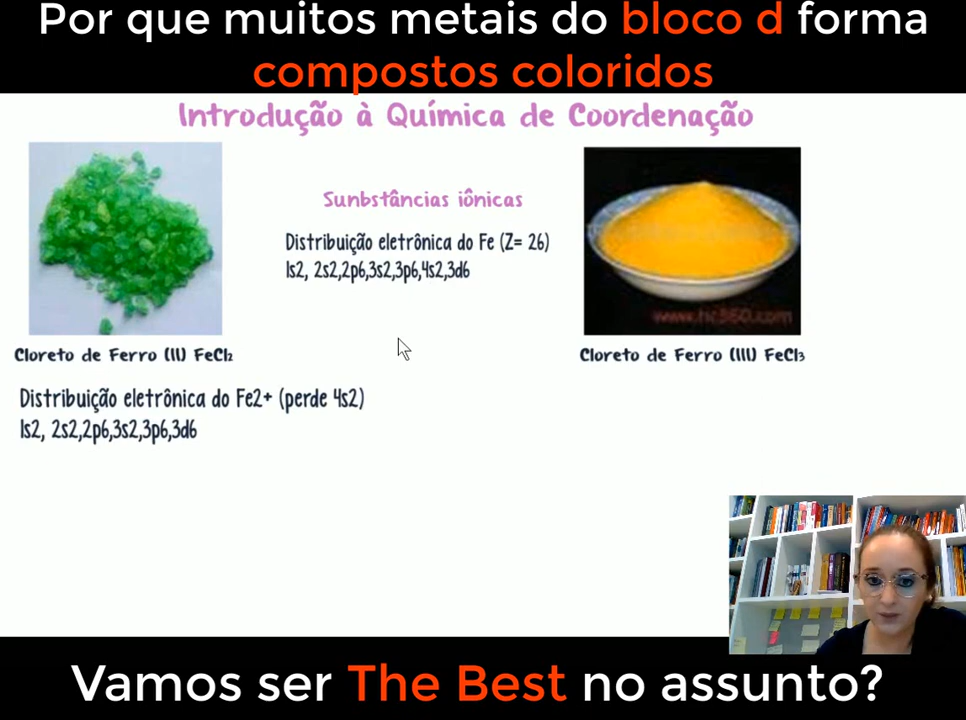 Por que muitos metais do bloco d forma
compostos coloridos
Introdução à Química de Coordenação
Sunbstâncias iônicas
Distribuição eletrônica do Fe (Z= 26)
1s2, 2s2,2p6,3s2,3p6,4s2,3d6
www.hc360.com
Cloreto de Ferro (II) FeCl₂
Cloreto de Ferro (III) FeCl₃
Distribuição eletrônica do Fe2+ (perde 4s2)
1s2, 2s2,2p6,3s2,3p6,3d6
Vamos ser The Best no assunto?